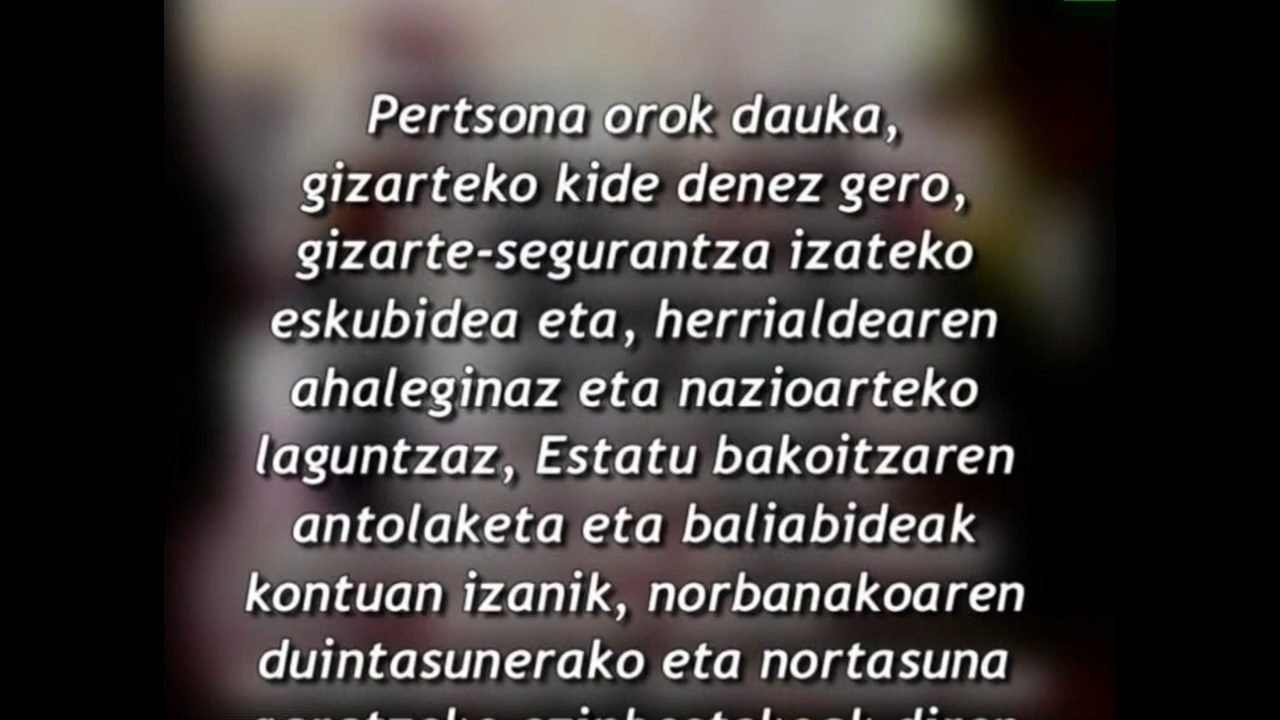 Pertsona orok dauka,
gizarteko kide denez gero,
gizarte-segurantza izateko
eskubidea eta, herrialdearen
ahaleginaz eta nazioarteko
laguntzaz, Estatu bakoitzaren
antolaketa eta baliabideak
kontuan izanik, norbanakoaren
duintasunerako eta nortasuna